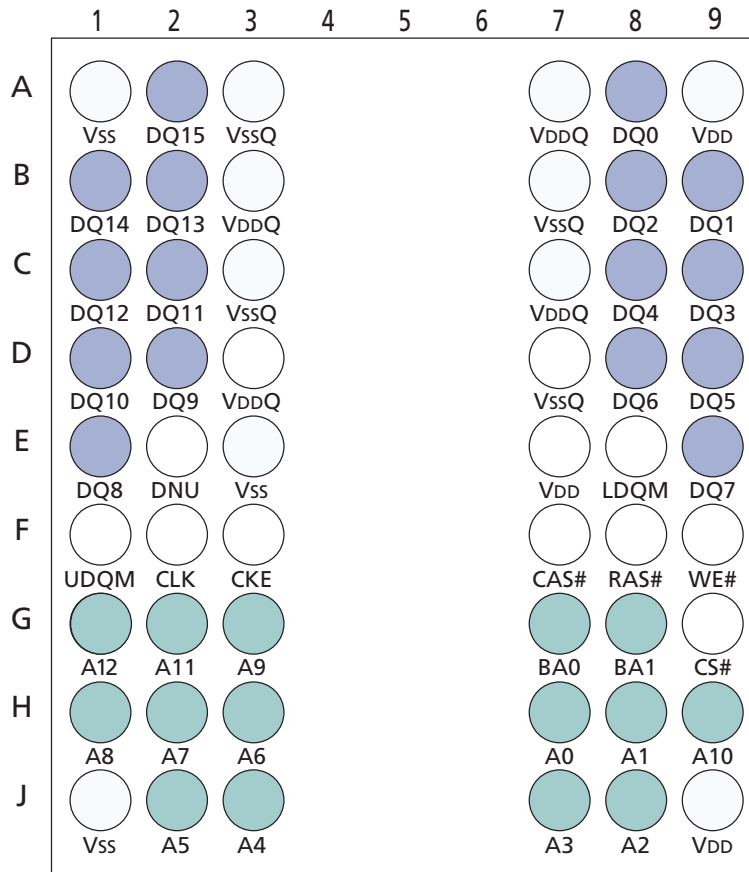 1 2 3 4 5 6 7 8 9
A
Vss DQ15 VssQ VDDQ DQ0 VDD
B
DQ14 DQ13 VDDQ VssQ DQ2 DQ1
C
DQ12 DQ11 VssQ VDDQ DQ4 DQ3
D
DQ10 DQ9 VDDQ VssQ DQ6 DQ5
E
DQ8 DNU Vss VDD LDQM DQ7
F
UDQM CLK CKE CAS# RAS# WE#
G
A12 A11 A9 BA0 BA1 CS#
H
A8 A7 A6 A0 A1 A10
J
Vss A5 A4 A3 A2 VDD